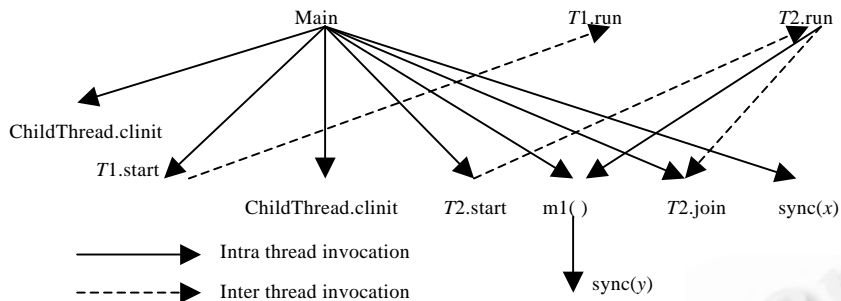 Main
T1.run
T2.run
ChildThread.clinit
T1.start
ChildThread.clinit
T2.start
m1( )
T2.join
sync(x)
Intra thread invocation
sync(y)
Inter thread invocation